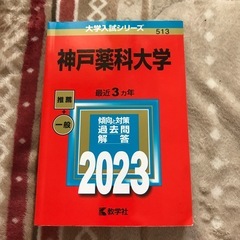 大学入試シリーズ
513
神戸薬科大学
最近3ヵ年
推薦
一般
傾向と対策
過去問
解答
2023
教学社